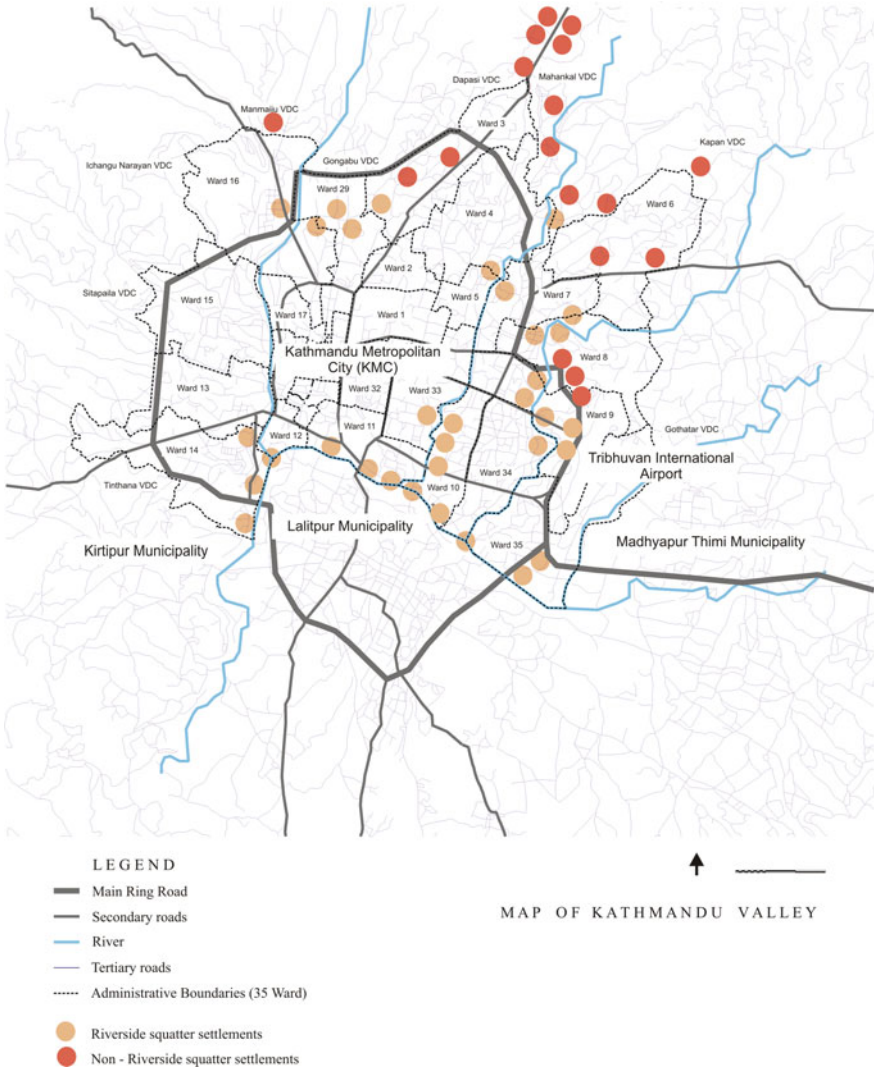 Dapasi VDC
Mahankal VDC
Manmaiju VDC
Ward 3
Kapan VDC
Ichangu Narayan VDC
Gongabu VDC
Ward 16
Ward 29
Ward 6
Ward 4
Ward 2
Sitapaila VDC
Ward 15
Ward 5
Ward 7
Ward 17
Ward 1
Kathmandu Metropolitan
City (KMC)
Ward 8
Ward 13
Ward 32
Ward 33
Ward 9
Gothatar VDC
Ward 11
Ward 12
Ward 14
Tribhuvan International
Airport
Ward 34
Tinthana VDC
Ward 10
Lalitpur Municipality
Ward 35
Madhyapur Thimi Municipality
Kirtipur Municipality
LEGEND
Main Ring Road
Secondary roads
River
Tertiary roads
Administrative Boundaries (35 Ward)
Riverside squatter settlements
Non - Riverside squatter settlements
MAP OF KATHMANDU VALLEY